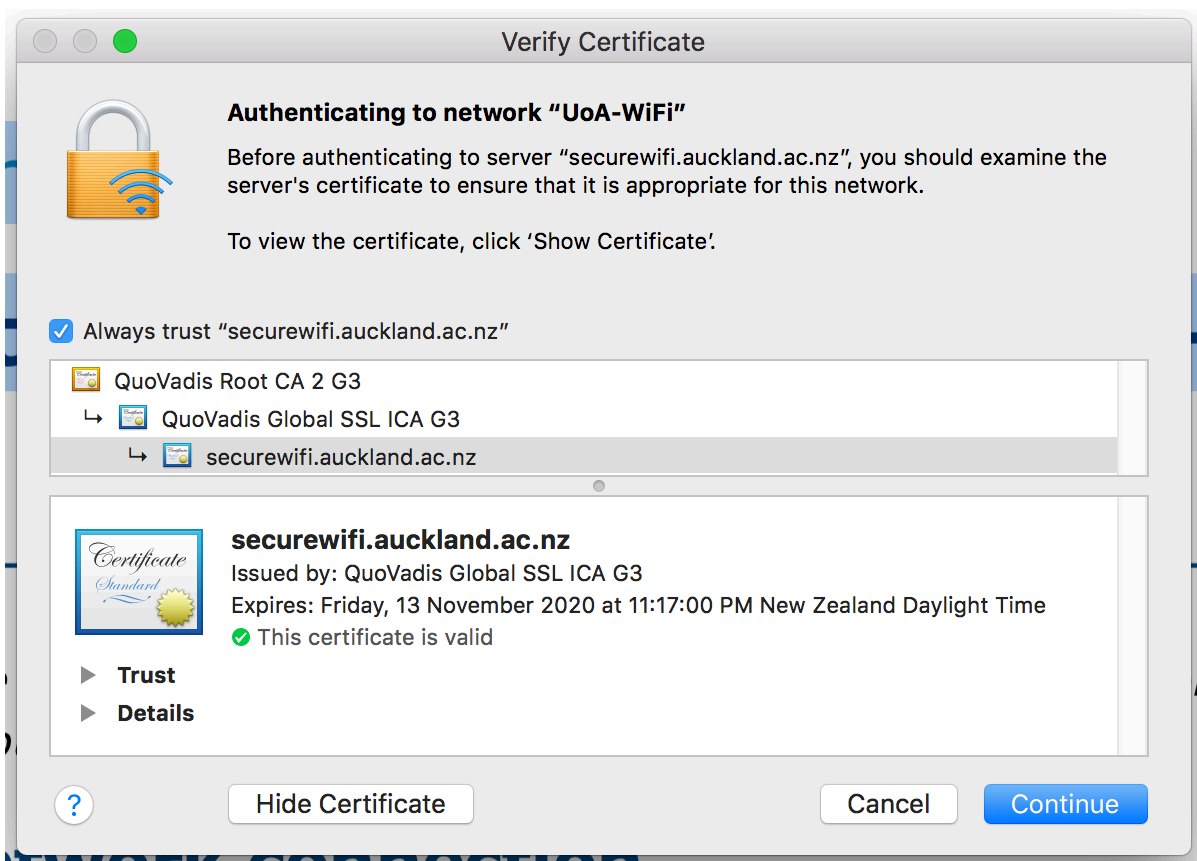 Verify Certificate
Authenticating to network “UoA-WiFi”
Before authenticating to server “securewifi.auckland.ac.nz”, you should examine the
server's certificate to ensure that it is appropriate for this network.
To view the certificate, click ‘Show Certificate’.
Always trust “securewifi.auckland.ac.nz”
QuoVadis Root CA 2 G3
QuoVadis Global SSL ICA G3
securewifi.auckland.ac.nz
Certificate
Standard
securewifi.auckland.ac.nz
Issued by: QuoVadis Global SSL ICA G3
Expires: Friday, 13 November 2020 at 11:17:00 PM New Zealand Daylight Time
This certificate is valid
Trust
Details
?
Hide Certificate
Cancel
Continue